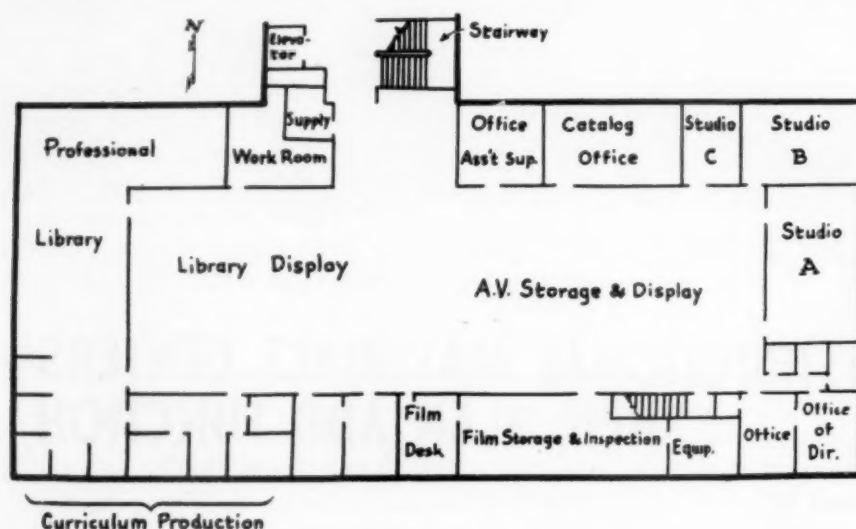 N
Eleva-
tor
Stairway
Supply
Professional
Work Room
Office
Ass't Sup.
Catalog
Office
Studio
C
Studio
B
Library
Library Display
Studio
A
A.V. Storage & Display
Film
Desk
Film Storage & Inspection
Equip.
Office
Office
of
Dir.
Curriculum Production